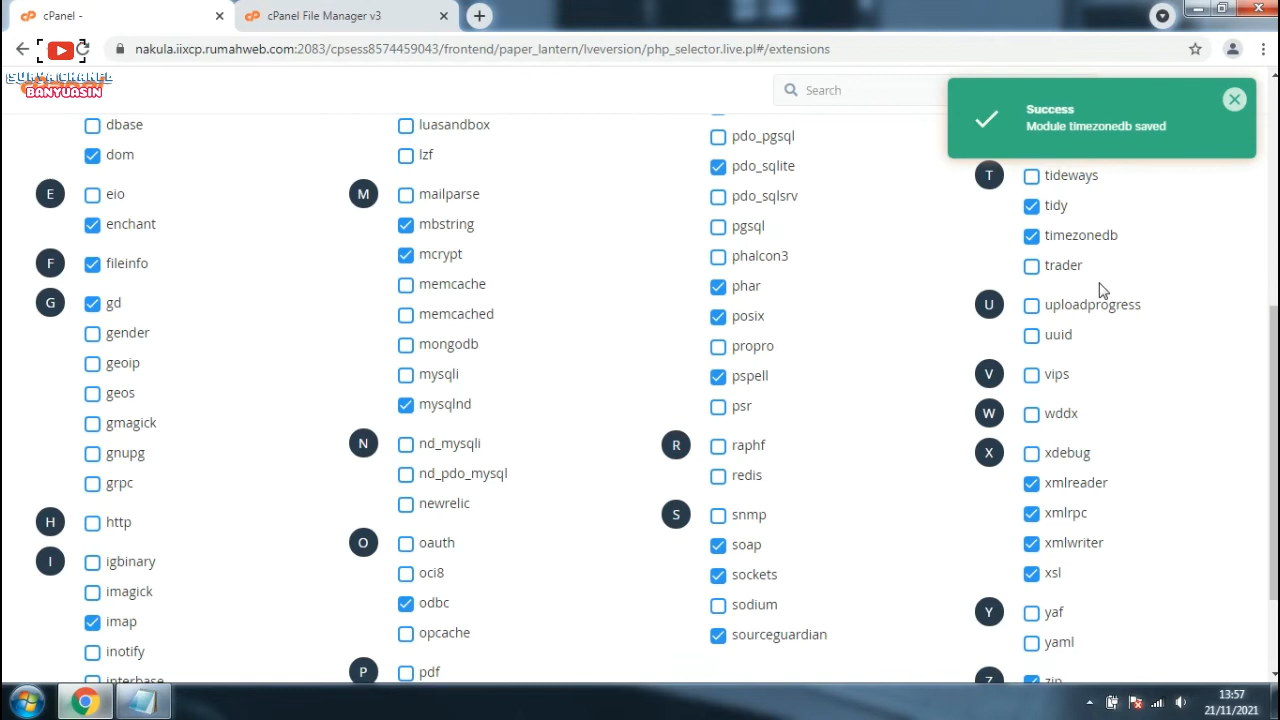 cPanel -
cPanel File Manager v3
nakula.iixcp.rumahweb.com:2083/cpsess8574459043/frontend/paper_lantern/lveversion/php_selector.live.pl#/extensions
SURYA CHANEL
BANYUASIN
Search
Success
Module timezonedb saved
dbase
dom
E
eio
enchant
F
fileinfo
G
gd
gender
geoip
geos
gmagick
gnupg
grpc
H
http
I
igbinary
imagick
imap
inotify
interbase
luasandbox
lzf
M
mailparse
mbstring
mcrypt
memcache
memcached
mongodb
mysqli
mysqlnd
N
nd_mysqli
nd_pdo_mysql
newrelic
O
oauth
oci8
odbc
opcache
P
pdf
pdo_pgsql
pdo_sqlite
pdo_sqlsrv
pgsql
phalcon3
phar
posix
propro
pspell
psr
R
raphf
redis
S
snmp
soap
sockets
sodium
sourceguardian
T
tideways
tidy
timezonedb
trader
U
uploadprogress
uuid
V
vips
W
wddx
X
xdebug
xmlreader
xmlrpc
xmlwriter
xsl
Y
yaf
yaml
Z
zip
13:57
21/11/2021